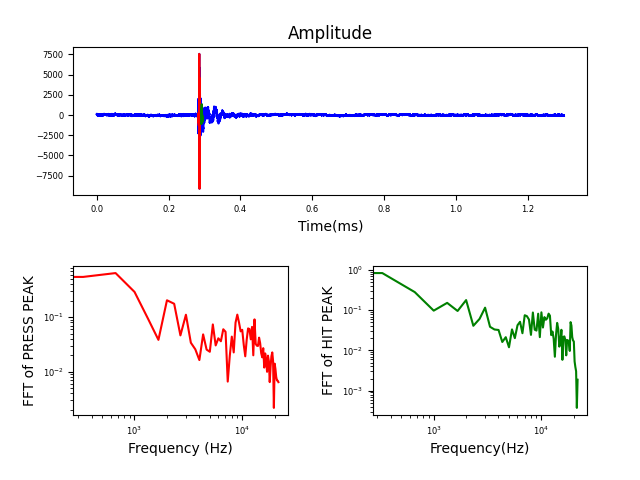 Amplitude
7500
5000
2500
0
−2500
−5000
−7500
0.0 0.2 0.4 0.6 0.8 1.0 1.2
Time(ms)
FFT of PRESS PEAK
10⁻¹
10⁻²
10³ 10⁴
Frequency (Hz)
FFT of HIT PEAK
10⁰
10⁻¹
10⁻²
10⁻³
10³ 10⁴
Frequency(Hz)